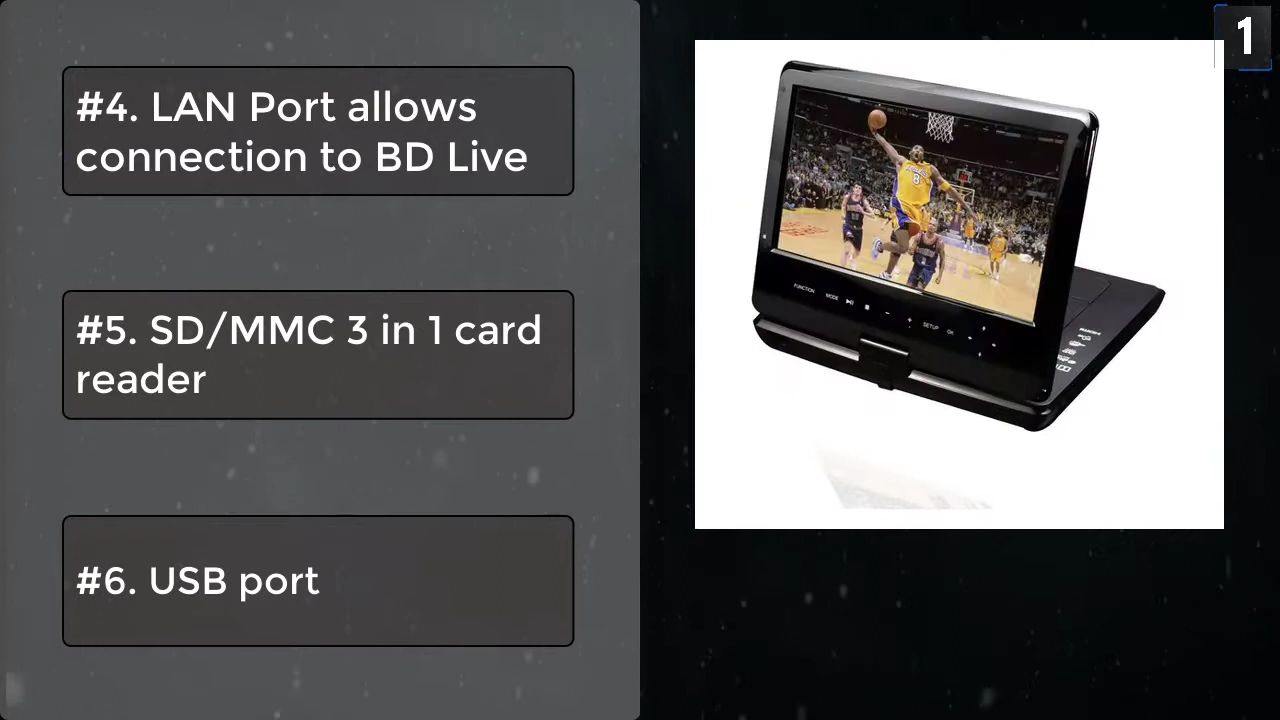 #4. LAN Port allows
connection to BD Live
#5. SD/MMC 3 in 1 card
reader
#6. USB port
1
8
FUNCTION
MODE
SETUP
OK